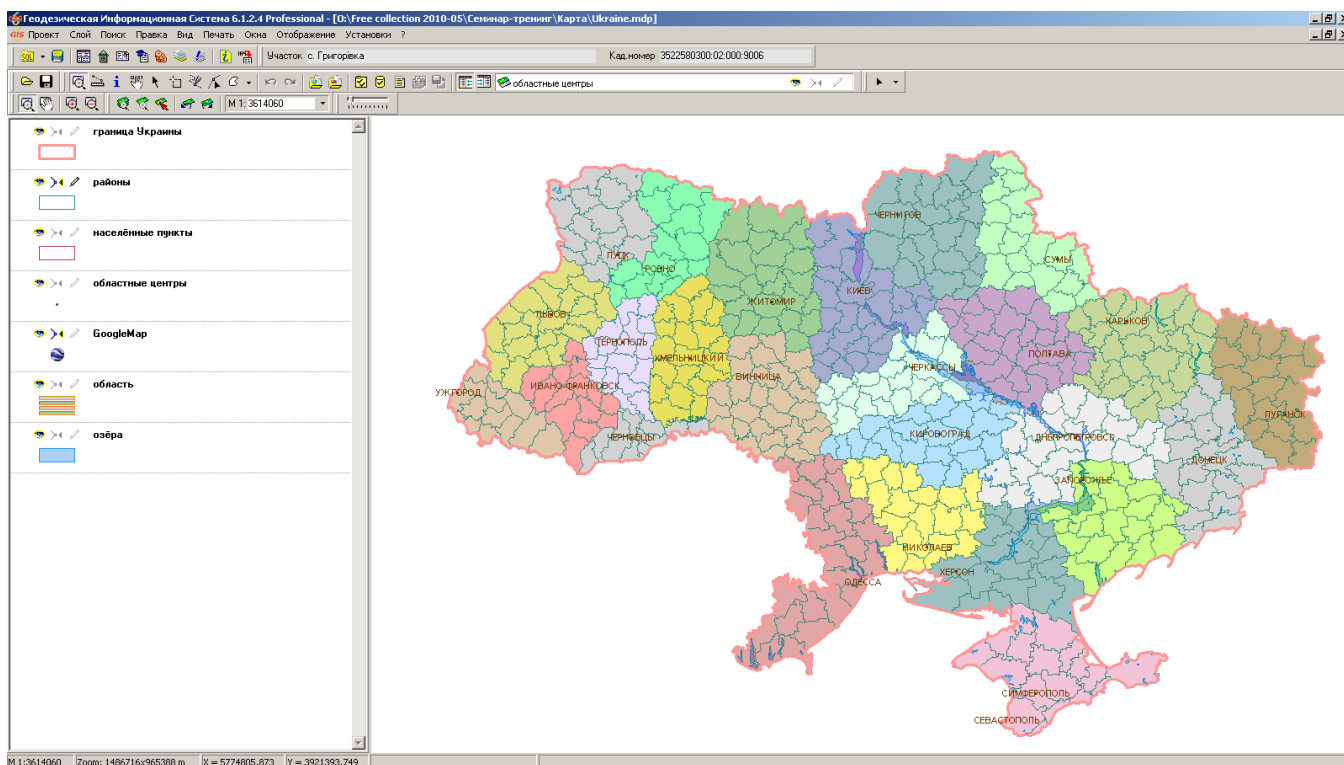 Геодезическая Информационная Система 6.1.2.4 Professional - [O:\Free collection 2010-05\Семинар-тренинг\Карта\Ukraine.mdp]
GIS Проект Слой Поиск Правка Вид Печать Окна Отображение Установки ?
SQL Участок с. Григорівка Кад.номер 3522580300:02:000:9006
областные центры
М 1: 3614060
граница Украины
районы
населённые пункты
областные центры
GoogleMap
область
озёра
ЧЕРНИГОВ
ЛУЦК
РОВНО
СУМЫ
КИЕВ
ЖИТОМИР
ЛЬВОВ
ХАРЬКОВ
ТЕРНОПОЛЬ
ХМЕЛЬНИЦКИЙ
ПОЛТАВА
ЧЕРКАССЫ
ВИННИЦА
ИВАНО-ФРАНКОВСК
УЖГОРОД
ЛУГАНСК
ЧЕРНОВЦЫ
КИРОВОГРАД
ДНЕПРОПЕТРОВСК
ДОНЕЦК
ЗАПОРОЖЬЕ
НИКОЛАЕВ
ХЕРСОН
ОДЕССА
СИМФЕРОПОЛЬ
СЕВАСТОПОЛЬ
М 1:3614060 Zoom: 1486716x965388 m X = 5774805.873 Y = 3921393.749